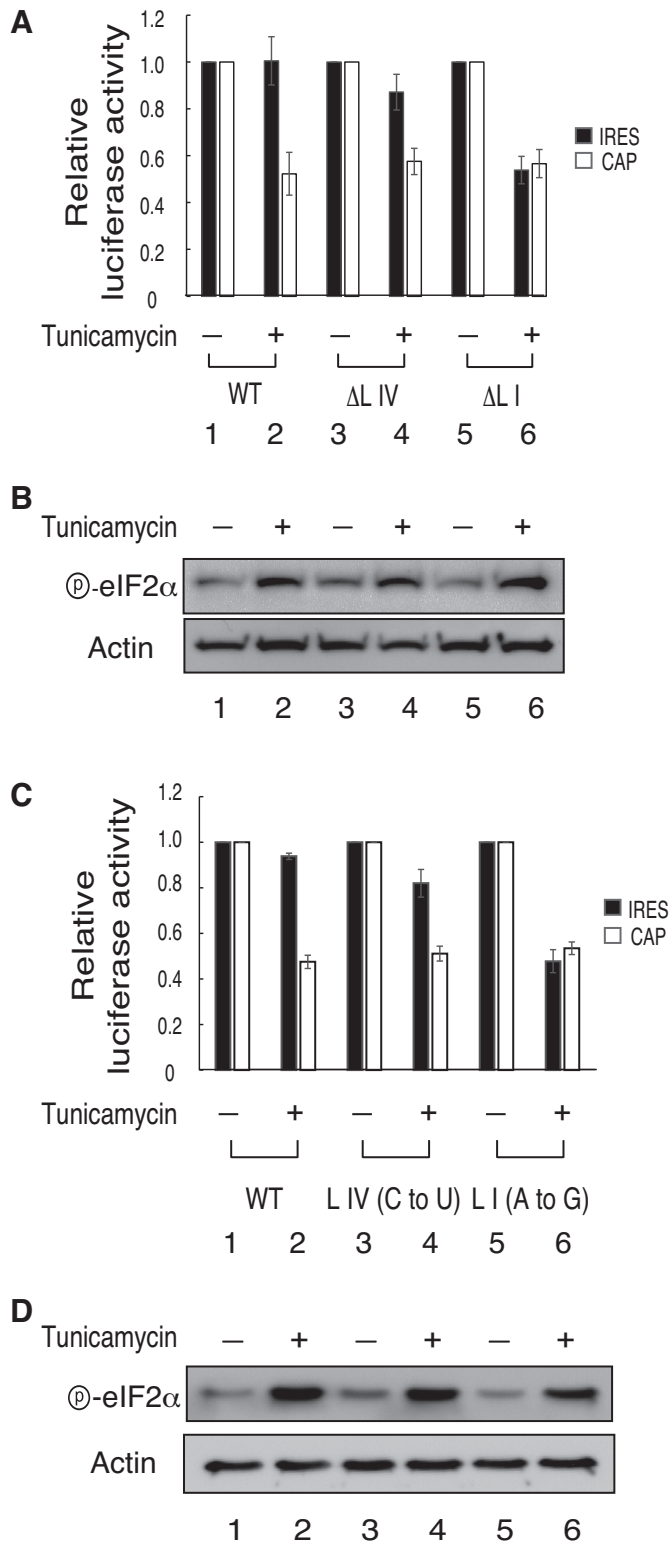 A
Relative
luciferase activity
1.2
1.0
0.8
0.6
0.4
0.2
0
IRES
CAP
Tunicamycin – + – + – +
WT ΔL IV ΔL I
1 2 3 4 5 6
B
Tunicamycin – + – + – +
ⓟ-eIF2α
Actin
1 2 3 4 5 6
C
Relative
luciferase activity
1.2
1.0
0.8
0.6
0.4
0.2
0
IRES
CAP
Tunicamycin – + – + – +
WT L IV (C to U) L I (A to G)
1 2 3 4 5 6
D
Tunicamycin – + – + – +
ⓟ-eIF2α
Actin
1 2 3 4 5 6